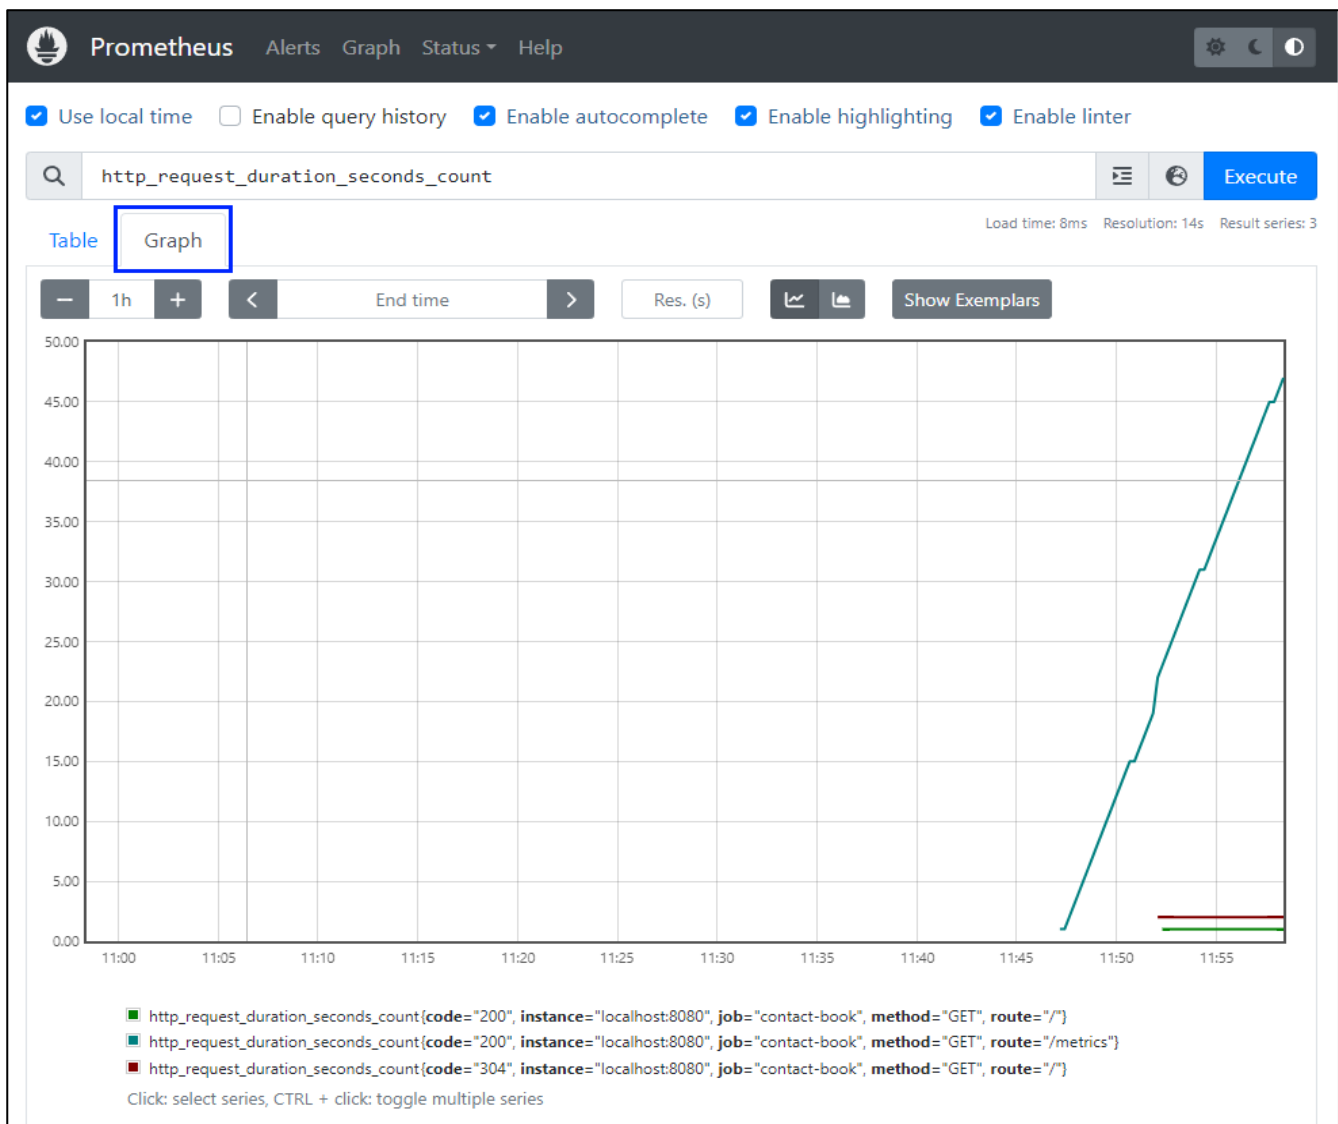 Prometheus Alerts Graph Status Help
Use local time Enable query history Enable autocomplete Enable highlighting Enable linter
http_request_duration_seconds_count Execute
Load time: 8ms Resolution: 14s Result series: 3
Table Graph
− 1h + < End time > Res. (s) Show Exemplars
50.00
45.00
40.00
35.00
30.00
25.00
20.00
15.00
10.00
5.00
0.00
11:00 11:05 11:10 11:15 11:20 11:25 11:30 11:35 11:40 11:45 11:50 11:55
http_request_duration_seconds_count{code="200", instance="localhost:8080", job="contact-book", method="GET", route="/"}
http_request_duration_seconds_count{code="200", instance="localhost:8080", job="contact-book", method="GET", route="/metrics"}
http_request_duration_seconds_count{code="304", instance="localhost:8080", job="contact-book", method="GET", route="/"}
Click: select series, CTRL + click: toggle multiple series